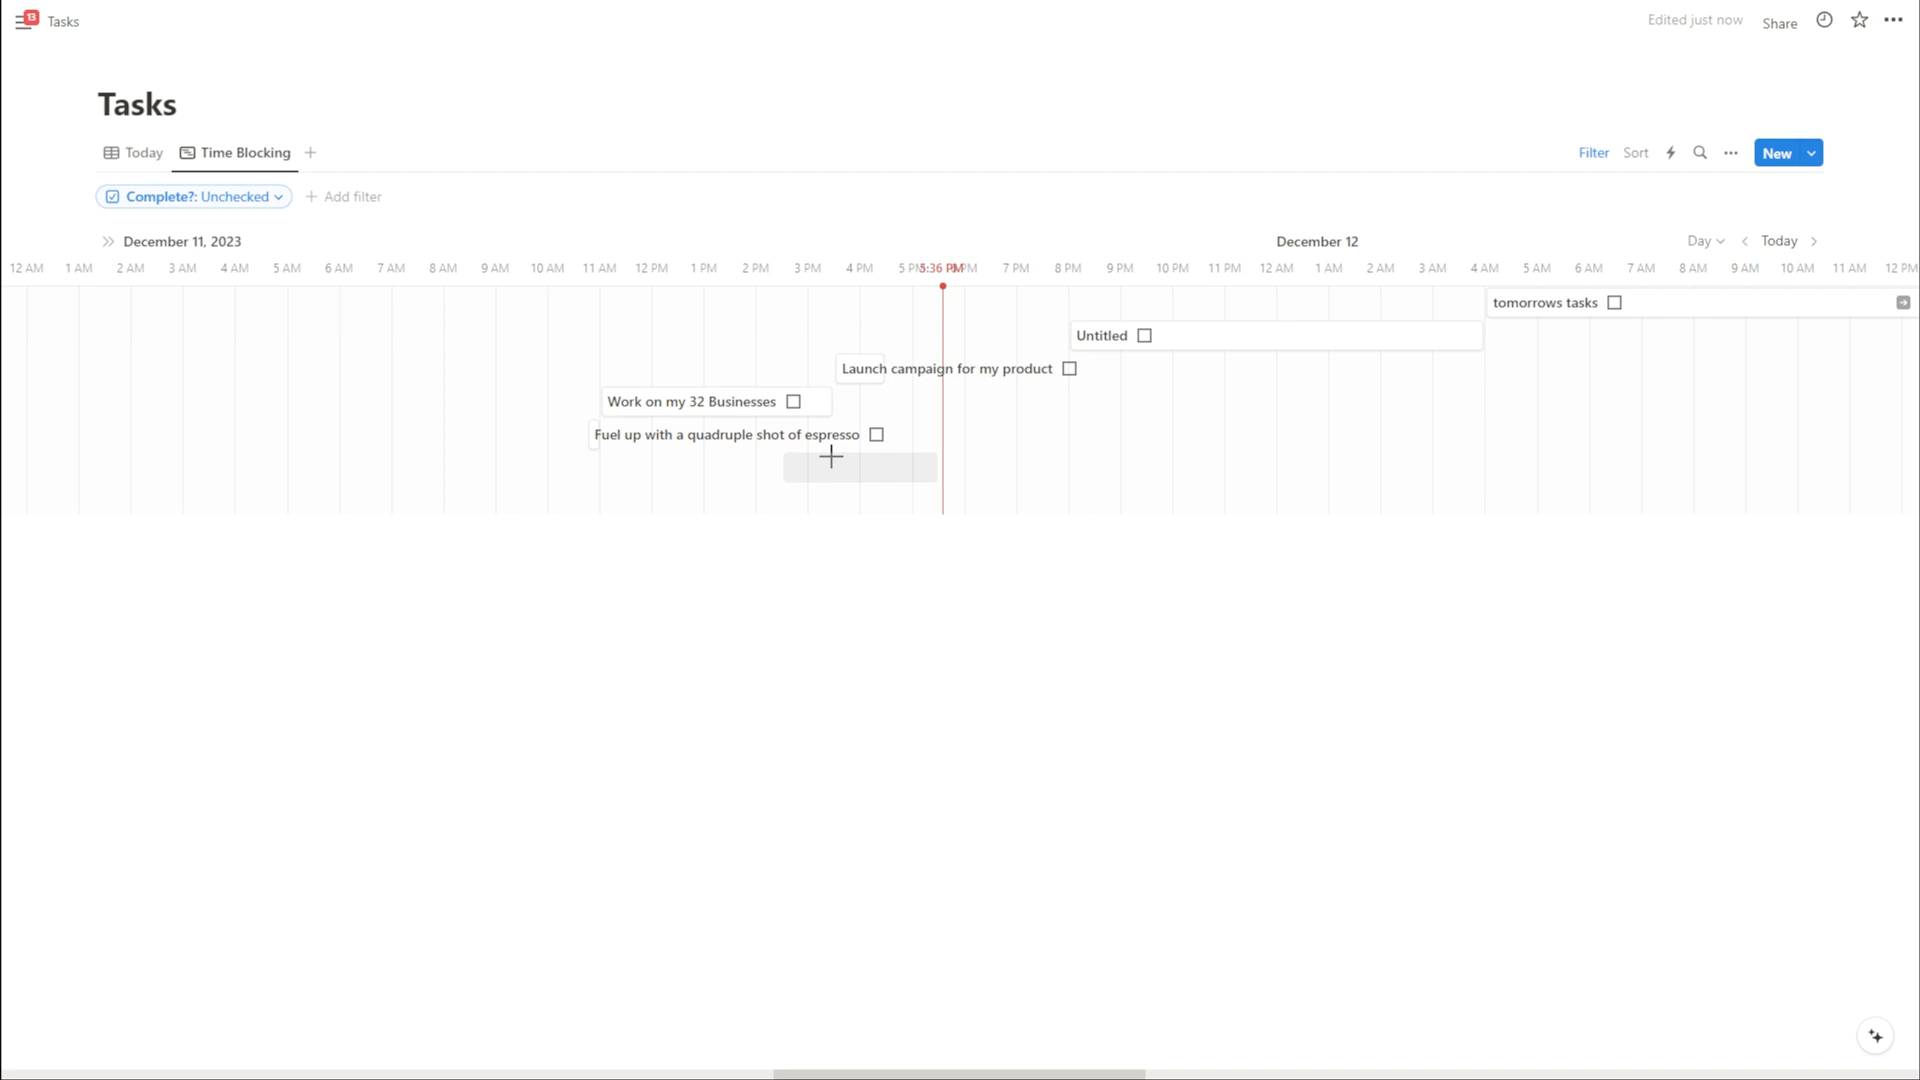 13
Tasks
Edited just now
Share
Tasks
Today
Time Blocking
Filter
Sort
New
Complete?: Unchecked
Add filter
December 11, 2023
December 12
Day
Today
12 AM 1 AM 2 AM 3 AM 4 AM 5 AM 6 AM 7 AM 8 AM 9 AM 10 AM 11 AM 12 PM 1 PM 2 PM 3 PM 4 PM 5 PM 5:36 PM PM 7 PM 8 PM 9 PM 10 PM 11 PM 12 AM 1 AM 2 AM 3 AM 4 AM 5 AM 6 AM 7 AM 8 AM 9 AM 10 AM 11 AM 12 PM
tomorrows tasks
Untitled
Launch campaign for my product
Work on my 32 Businesses
Fuel up with a quadruple shot of espresso